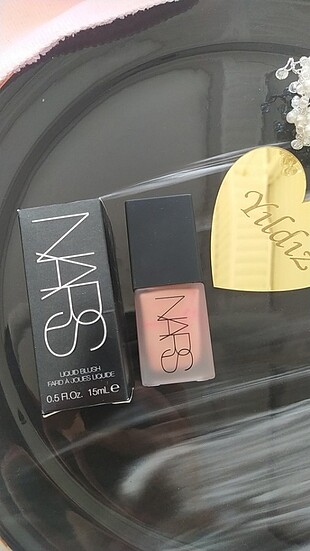 NARS
LIQUID BLUSH
FARD À JOUES LIQUIDE
0.5 Fl.Oz. 15mL e
NARS
Yıldız